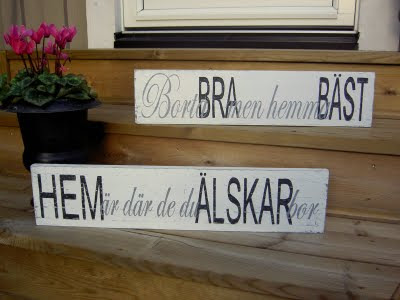 Borta BRA men hemma BÄST
HEM är där de du ÄLSKAR bor